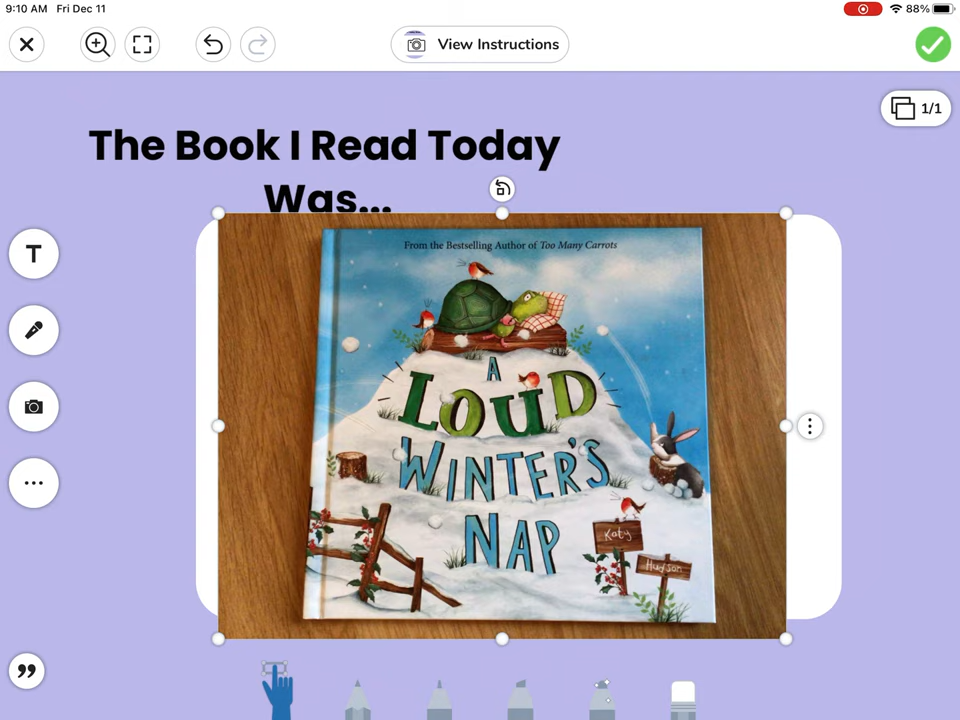 9:10 AM Fri Dec 11
88%
View Instructions
1/1
The Book I Read Today
Was...
T
From the Bestselling Author of Too Many Carrots
A
LOUD
WINTER'S
NAP
Katy
Hudson